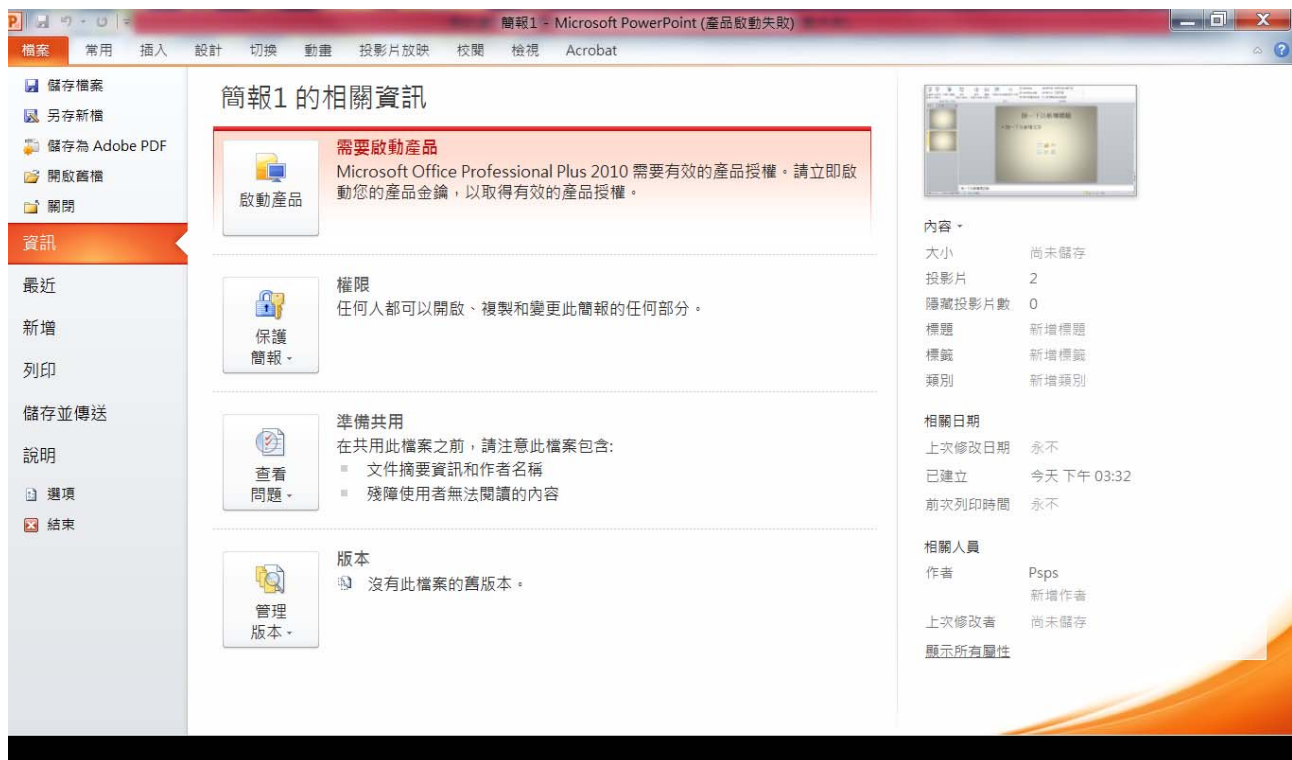 簡報1 - Microsoft PowerPoint (產品啟動失敗)
檔案 常用 插入 設計 切換 動畫 投影片放映 校閱 檢視 Acrobat
儲存檔案
另存新檔
儲存為 Adobe PDF
開啟舊檔
關閉
資訊
最近
新增
列印
儲存並傳送
說明
選項
結束
簡報1 的相關資訊
啟動產品
需要啟動產品
Microsoft Office Professional Plus 2010 需要有效的產品授權。請立即啟
動您的產品金鑰,以取得有效的產品授權。
保護
簡報
權限
任何人都可以開啟、複製和變更此簡報的任何部分。
查看
問題
準備共用
在共用此檔案之前,請注意此檔案包含:
文件摘要資訊和作者名稱
殘障使用者無法閱讀的內容
管理
版本
版本
沒有此檔案的舊版本。
內容
大小 尚未儲存
投影片 2
隱藏投影片數 0
標題 新增標題
標籤 新增標籤
類別 新增類別
相關日期
上次修改日期 永不
已建立 今天 下午 03:32
前次列印時間 永不
相關人員
作者 Psps
新增作者
上次修改者 尚未儲存
顯示所有屬性